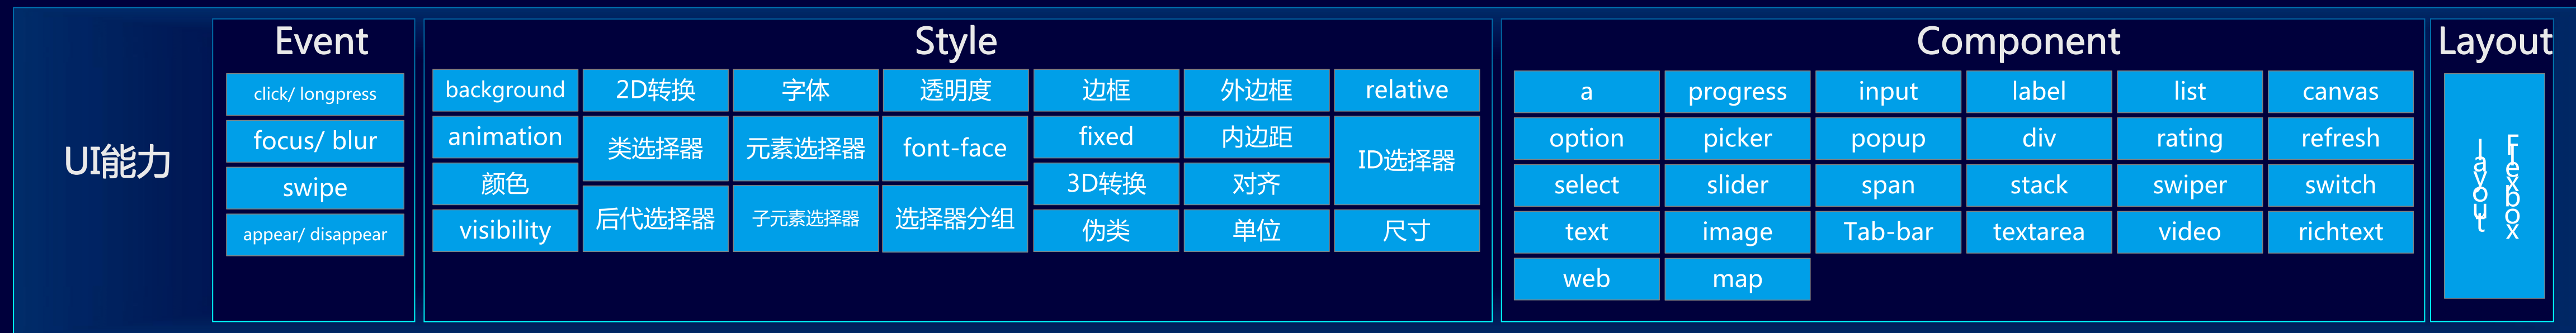 UI能力
Event
click/ longpress
focus/ blur
swipe
appear/ disappear
Style
background
2D转换
字体
透明度
边框
外边框
relative
animation
类选择器
元素选择器
font-face
fixed
内边距
ID选择器
颜色
3D转换
对齐
后代选择器
子元素选择器
选择器分组
visibility
伪类
单位
尺寸
Component
a
progress
input
label
list
canvas
option
picker
popup
div
rating
refresh
select
slider
span
stack
swiper
switch
text
image
Tab-bar
textarea
video
richtext
web
map
Layout
Flexbox
layout